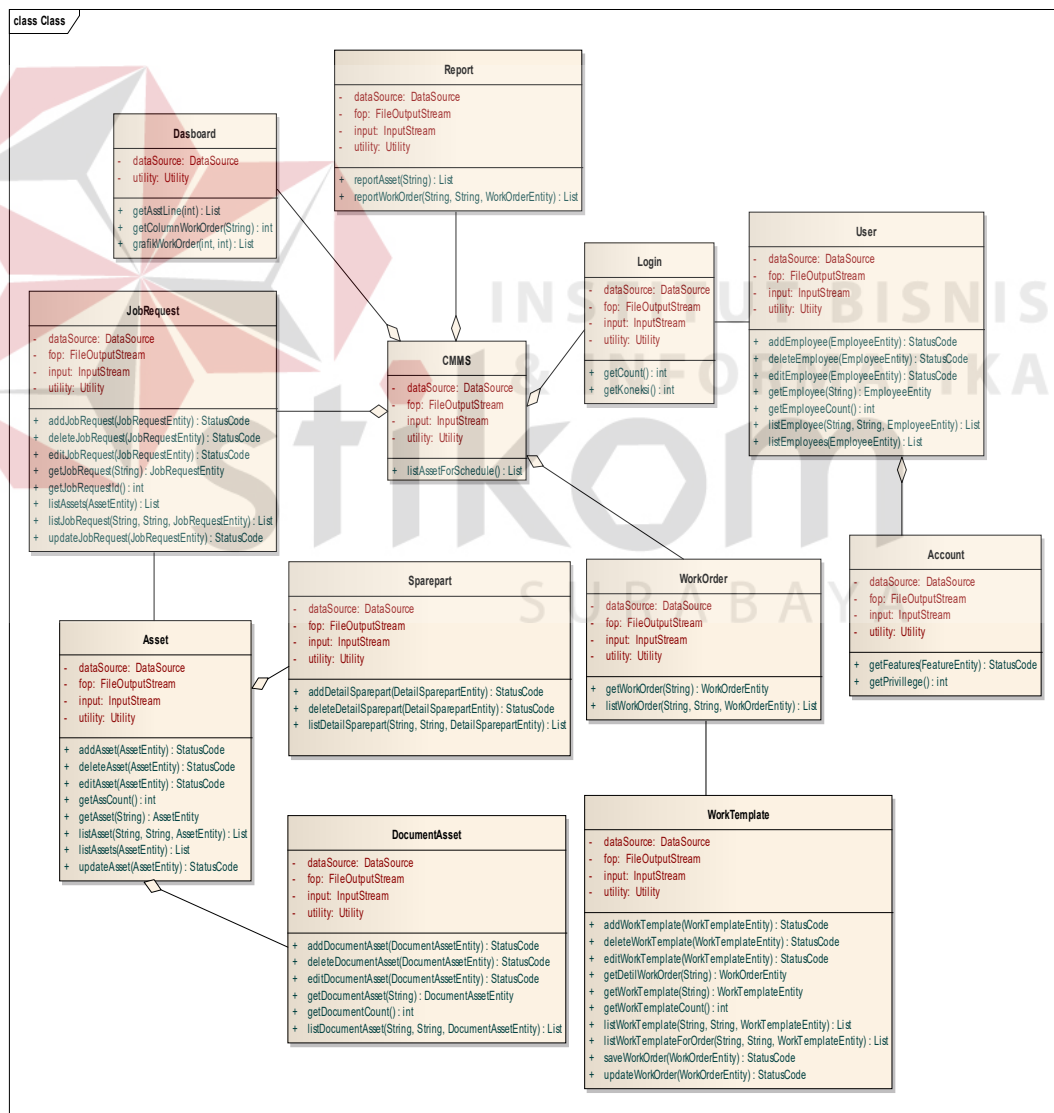 class Class
Report
- dataSource: DataSource
- fop: FileOutputStream
- input: InputStream
- utility: Utility
+ reportAsset(String) : List
+ reportWorkOrder(String, String, WorkOrderEntity) : List
Dasboard
- dataSource: DataSource
- utility: Utility
+ getAsstLine(int) : List
+ getColumnWorkOrder(String) : int
+ grafikWorkOrder(int, int) : List
User
- dataSource: DataSource
- fop: FileOutputStream
- input: InputStream
- utility: Utility
+ addEmployee(EmployeeEntity) : StatusCode
+ deleteEmployee(EmployeeEntity) : StatusCode
+ editEmployee(EmployeeEntity) : StatusCode
+ getEmployee(String) : EmployeeEntity
+ getEmployeeCount() : int
+ listEmployee(String, String, EmployeeEntity) : List
+ listEmployees(EmployeeEntity) : List
Login
- dataSource: DataSource
- fop: FileOutputStream
- input: InputStream
- utility: Utility
+ getCount() : int
+ getKoneksi() : int
JobRequest
- dataSource: DataSource
- fop: FileOutputStream
- input: InputStream
- utility: Utility
+ addJobRequest(JobRequestEntity) : StatusCode
+ deleteJobRequest(JobRequestEntity) : StatusCode
+ editJobRequest(JobRequestEntity) : StatusCode
+ getJobRequest(String) : JobRequestEntity
+ getJobRequestId() : int
+ listAssets(AssetEntity) : List
+ listJobRequest(String, String, JobRequestEntity) : List
+ updateJobRequest(JobRequestEntity) : StatusCode
CMMS
- dataSource: DataSource
- fop: FileOutputStream
- input: InputStream
- utility: Utility
+ listAssetForSchedule() : List
INSTITUT BISNIS
& INFORMATIKA
stikom
SURABAYA
Account
- dataSource: DataSource
- fop: FileOutputStream
- input: InputStream
- utility: Utility
+ getFeatures(FeatureEntity) : StatusCode
+ getPrivillege() : int
WorkOrder
- dataSource: DataSource
- fop: FileOutputStream
- input: InputStream
- utility: Utility
+ getWorkOrder(String) : WorkOrderEntity
+ listWorkOrder(String, String, WorkOrderEntity) : List
Sparepart
- dataSource: DataSource
- fop: FileOutputStream
- input: InputStream
- utility: Utility
+ addDetailSparepart(DetailSparepartEntity) : StatusCode
+ deleteDetailSparepart(DetailSparepartEntity) : StatusCode
+ listDetailSparepart(String, String, DetailSparepartEntity) : List
Asset
- dataSource: DataSource
- fop: FileOutputStream
- input: InputStream
- utility: Utility
+ addAsset(AssetEntity) : StatusCode
+ deleteAsset(AssetEntity) : StatusCode
+ editAsset(AssetEntity) : StatusCode
+ getAssCount() : int
+ getAsset(String) : AssetEntity
+ listAsset(String, String, AssetEntity) : List
+ listAssets(AssetEntity) : List
+ updateAsset(AssetEntity) : StatusCode
DocumentAsset
- dataSource: DataSource
- fop: FileOutputStream
- input: InputStream
- utility: Utility
+ addDocumentAsset(DocumentAssetEntity) : StatusCode
+ deleteDocumentAsset(DocumentAssetEntity) : StatusCode
+ editDocumentAsset(DocumentAssetEntity) : StatusCode
+ getDocumentAsset(String) : DocumentAssetEntity
+ getDocumentCount() : int
+ listDocumentAsset(String, String, DocumentAssetEntity) : List
WorkTemplate
- dataSource: DataSource
- fop: FileOutputStream
- input: InputStream
- utility: Utility
+ addWorkTemplate(WorkTemplateEntity) : StatusCode
+ deleteWorkTemplate(WorkTemplateEntity) : StatusCode
+ editWorkTemplate(WorkTemplateEntity) : StatusCode
+ getDetilWorkOrder(String) : WorkOrderEntity
+ getWorkTemplate(String) : WorkTemplateEntity
+ getWorkTemplateCount() : int
+ listWorkTemplate(String, String, WorkTemplateEntity) : List
+ listWorkTemplateForOrder(String, String, WorkTemplateEntity) : List
+ saveWorkOrder(WorkOrderEntity) : StatusCode
+ updateWorkOrder(WorkOrderEntity) : StatusCode